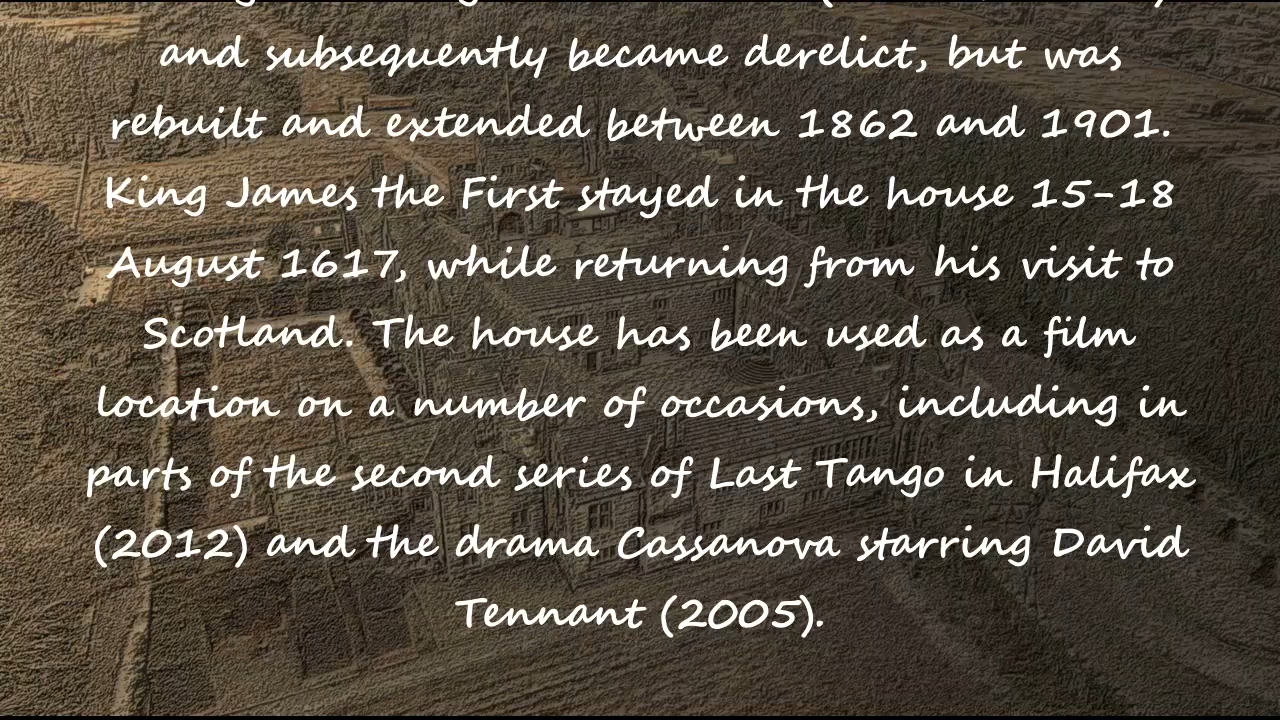 and subsequently became derelict, but was
rebuilt and extended between 1862 and 1901.
King James the First stayed in the house 15-18
August 1617, while returning from his visit to
Scotland. The house has been used as a film
location on a number of occasions, including in
parts of the second series of Last Tango in Halifax
(2012) and the drama Cassanova starring David
Tennant (2005).